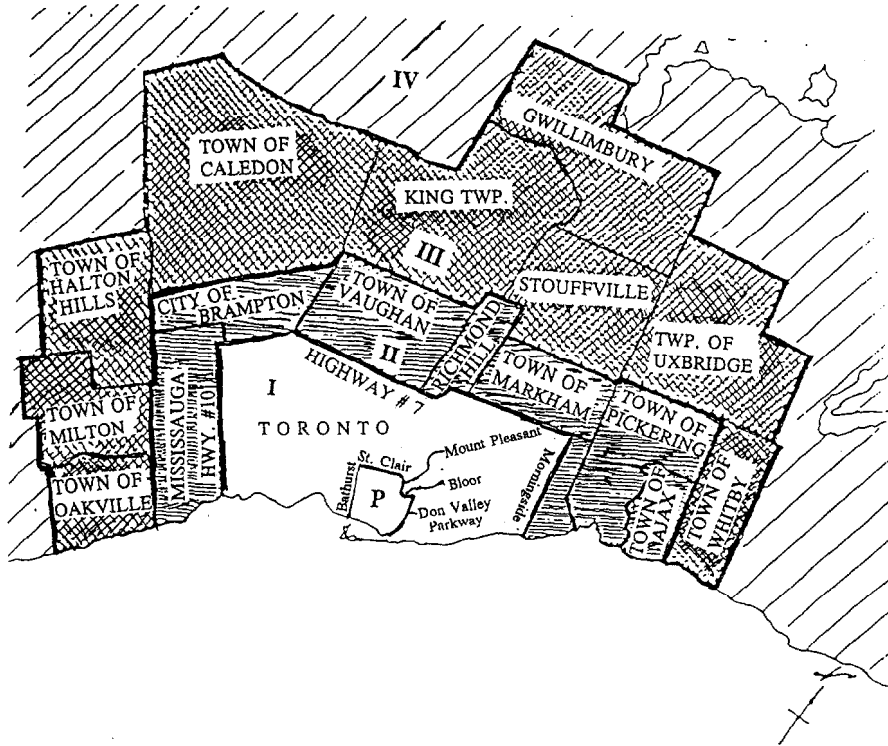 IV
GWILLIMBURY
TOWN OF
CALEDON
KING TWP.
III
TOWN OF
HALTON
HILLS
STOUFFVILLE
CITY OF
BRAMPTON
TOWN OF
VAUGHAN
II
RICHMOND
HILL
TWP. OF
UXBRIDGE
TOWN OF
MARKHAM
TOWN OF
PICKERING
I
HIGHWAY # 7
TORONTO
MISSISSAUGA
HWY. #10
TOWN OF
MILTON
TOWN OF
OAKVILLE
Bathurst
St. Clair
Mount Pleasant
Bloor
P
Don Valley
Parkway
Morningside
TOWN OF
AJAX
TOWN OF
WHITBY